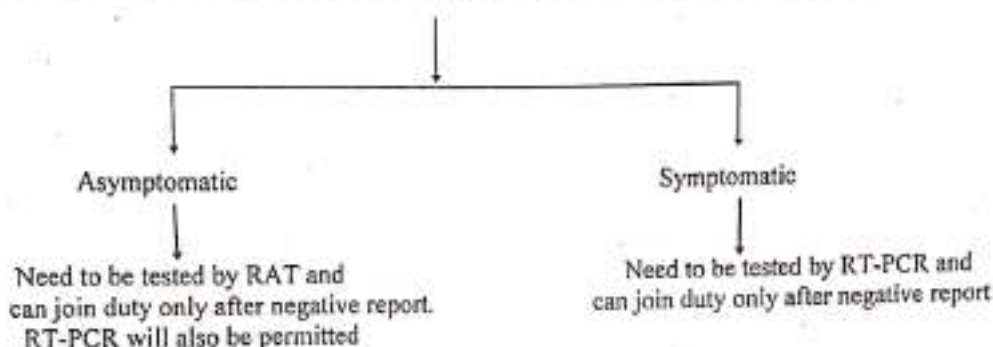 Asymptomatic
Need to be tested by RAT and
can join duty only after negative report.
RT-PCR will also be permitted
Symptomatic
Need to be tested by RT-PCR and
can join duty only after negative report